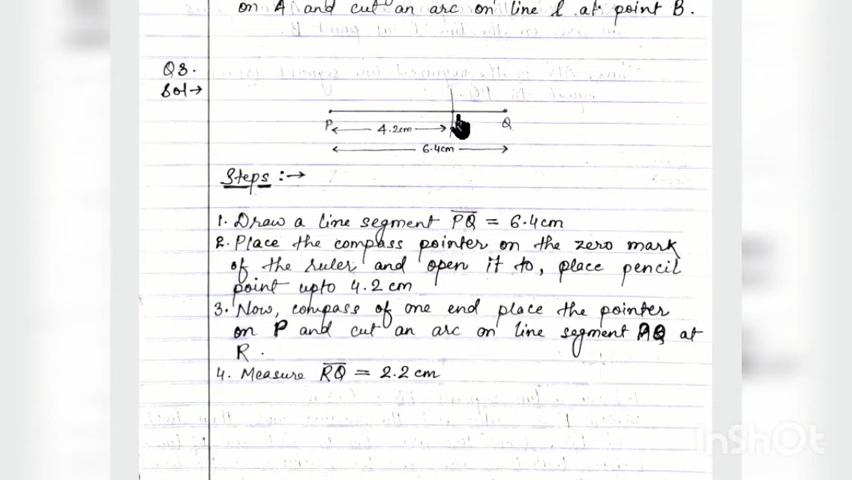 on A and cut an arc on line l at point B.
Q3.
Sol→
P
Q
4.2cm
6.4cm
Steps :→
1. Draw a line segment PQ = 6.4cm
2. Place the compass pointer on the zero mark
of the ruler and open it to, place pencil
point upto 4.2 cm
3. Now, compass of one end place the pointer
on P and cut an arc on line segment PQ at
R.
4. Measure RQ = 2.2cm
InShOt